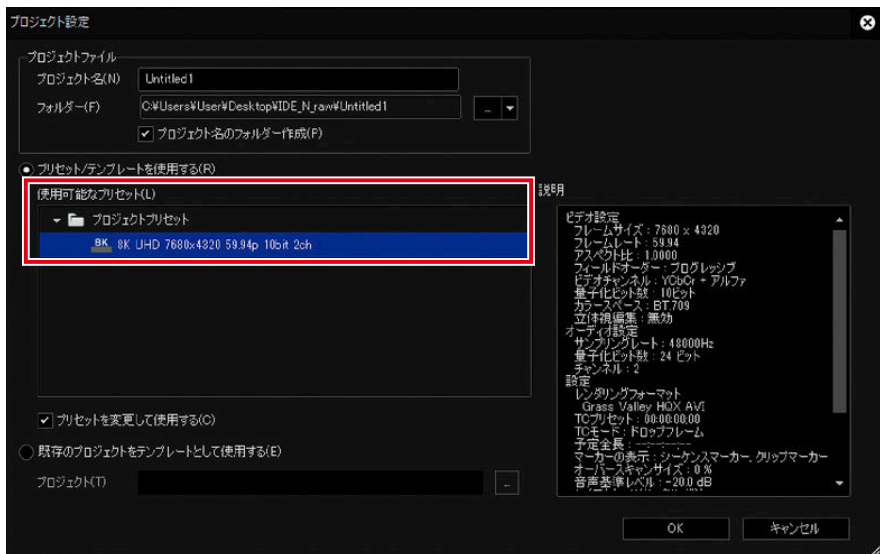 プロジェクト設定
プロジェクトファイル
プロジェクト名(N) Untitled1
フォルダー(F) C:¥Users¥User¥Desktop¥IDE_N_raw¥Untitled1 ...
プロジェクト名のフォルダー作成(P)
プリセット/テンプレートを使用する(R)
使用可能なプリセット(L)
プロジェクトプリセット
8K 8K UHD 7680x4320 59.94p 10bit 2ch
プリセットを変更して使用する(C)
既存のプロジェクトをテンプレートとして使用する(E)
プロジェクト(T) ...
説明
ビデオ設定
フレームサイズ : 7680 x 4320
フレームレート : 59.94
アスペクト比 : 1.0000
フィールドオーダー : プログレッシブ
ビデオチャンネル : YCbCr + アルファ
量子化ビット数 : 10ビット
カラースペース : BT.709
立体視編集 : 無効
オーディオ設定
サンプリングレート : 48000Hz
量子化ビット数 : 24 ビット
チャンネル : 2
設定
レンダリングフォーマット
Grass Valley HQX AVI
TCプリセット : 00:00:00;00
TCモード : ドロップフレーム
予定全長 : --:--:--:--
マーカーの表示 : シーケンスマーカー, クリップマーカー
オーバースキャンサイズ : 0 %
音声基準レベル : -20.0 dB
OK キャンセル